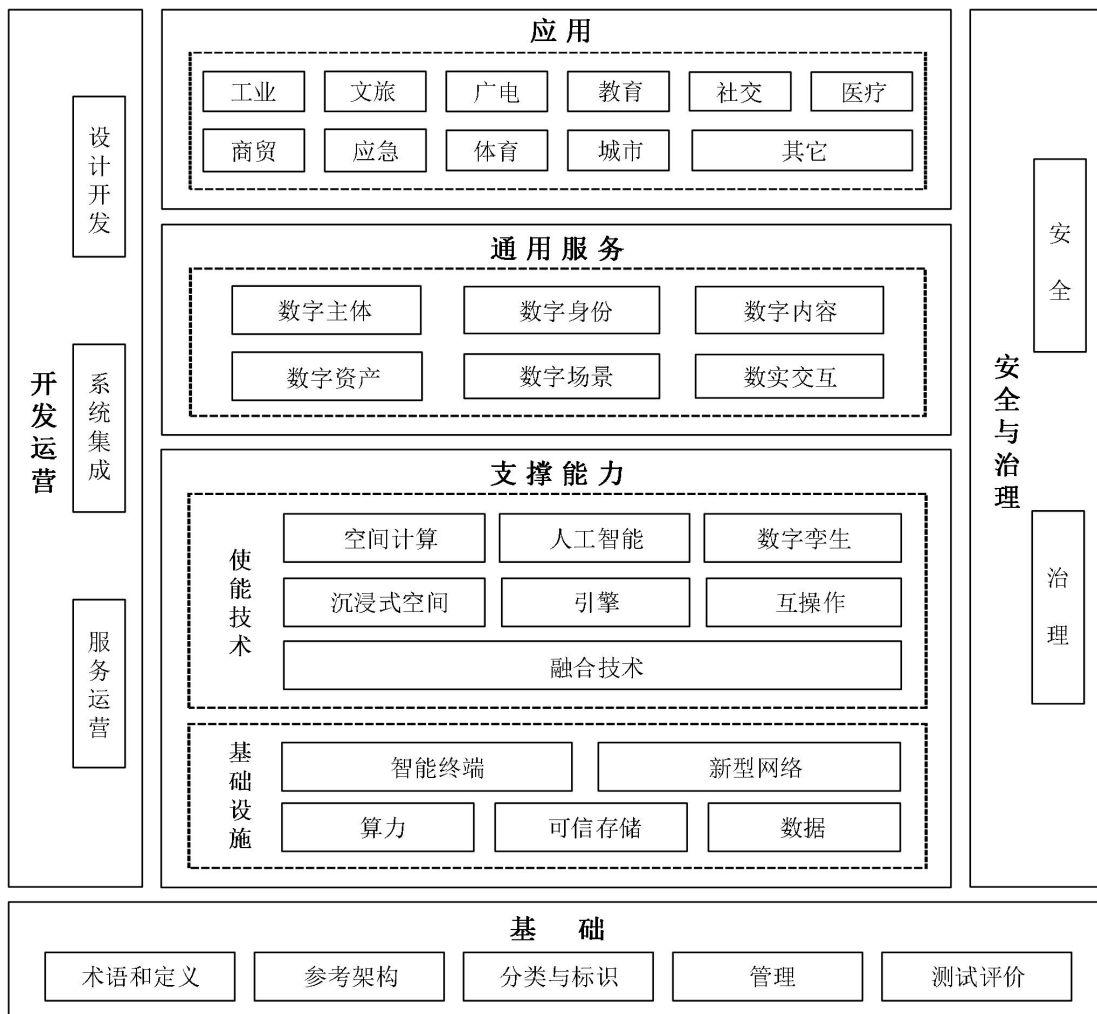 开发运营
设计开发
系统集成
服务运营
应用
工业 文旅 广电 教育 社交 医疗
商贸 应急 体育 城市 其它
通用服务
数字主体 数字身份 数字内容
数字资产 数字场景 数实交互
支撑能力
使能技术
空间计算 人工智能 数字孪生
沉浸式空间 引擎 互操作
融合技术
基础设施
智能终端 新型网络
算力 可信存储 数据
安全与治理
安全
治理
基础
术语和定义 参考架构 分类与标识 管理 测试评价